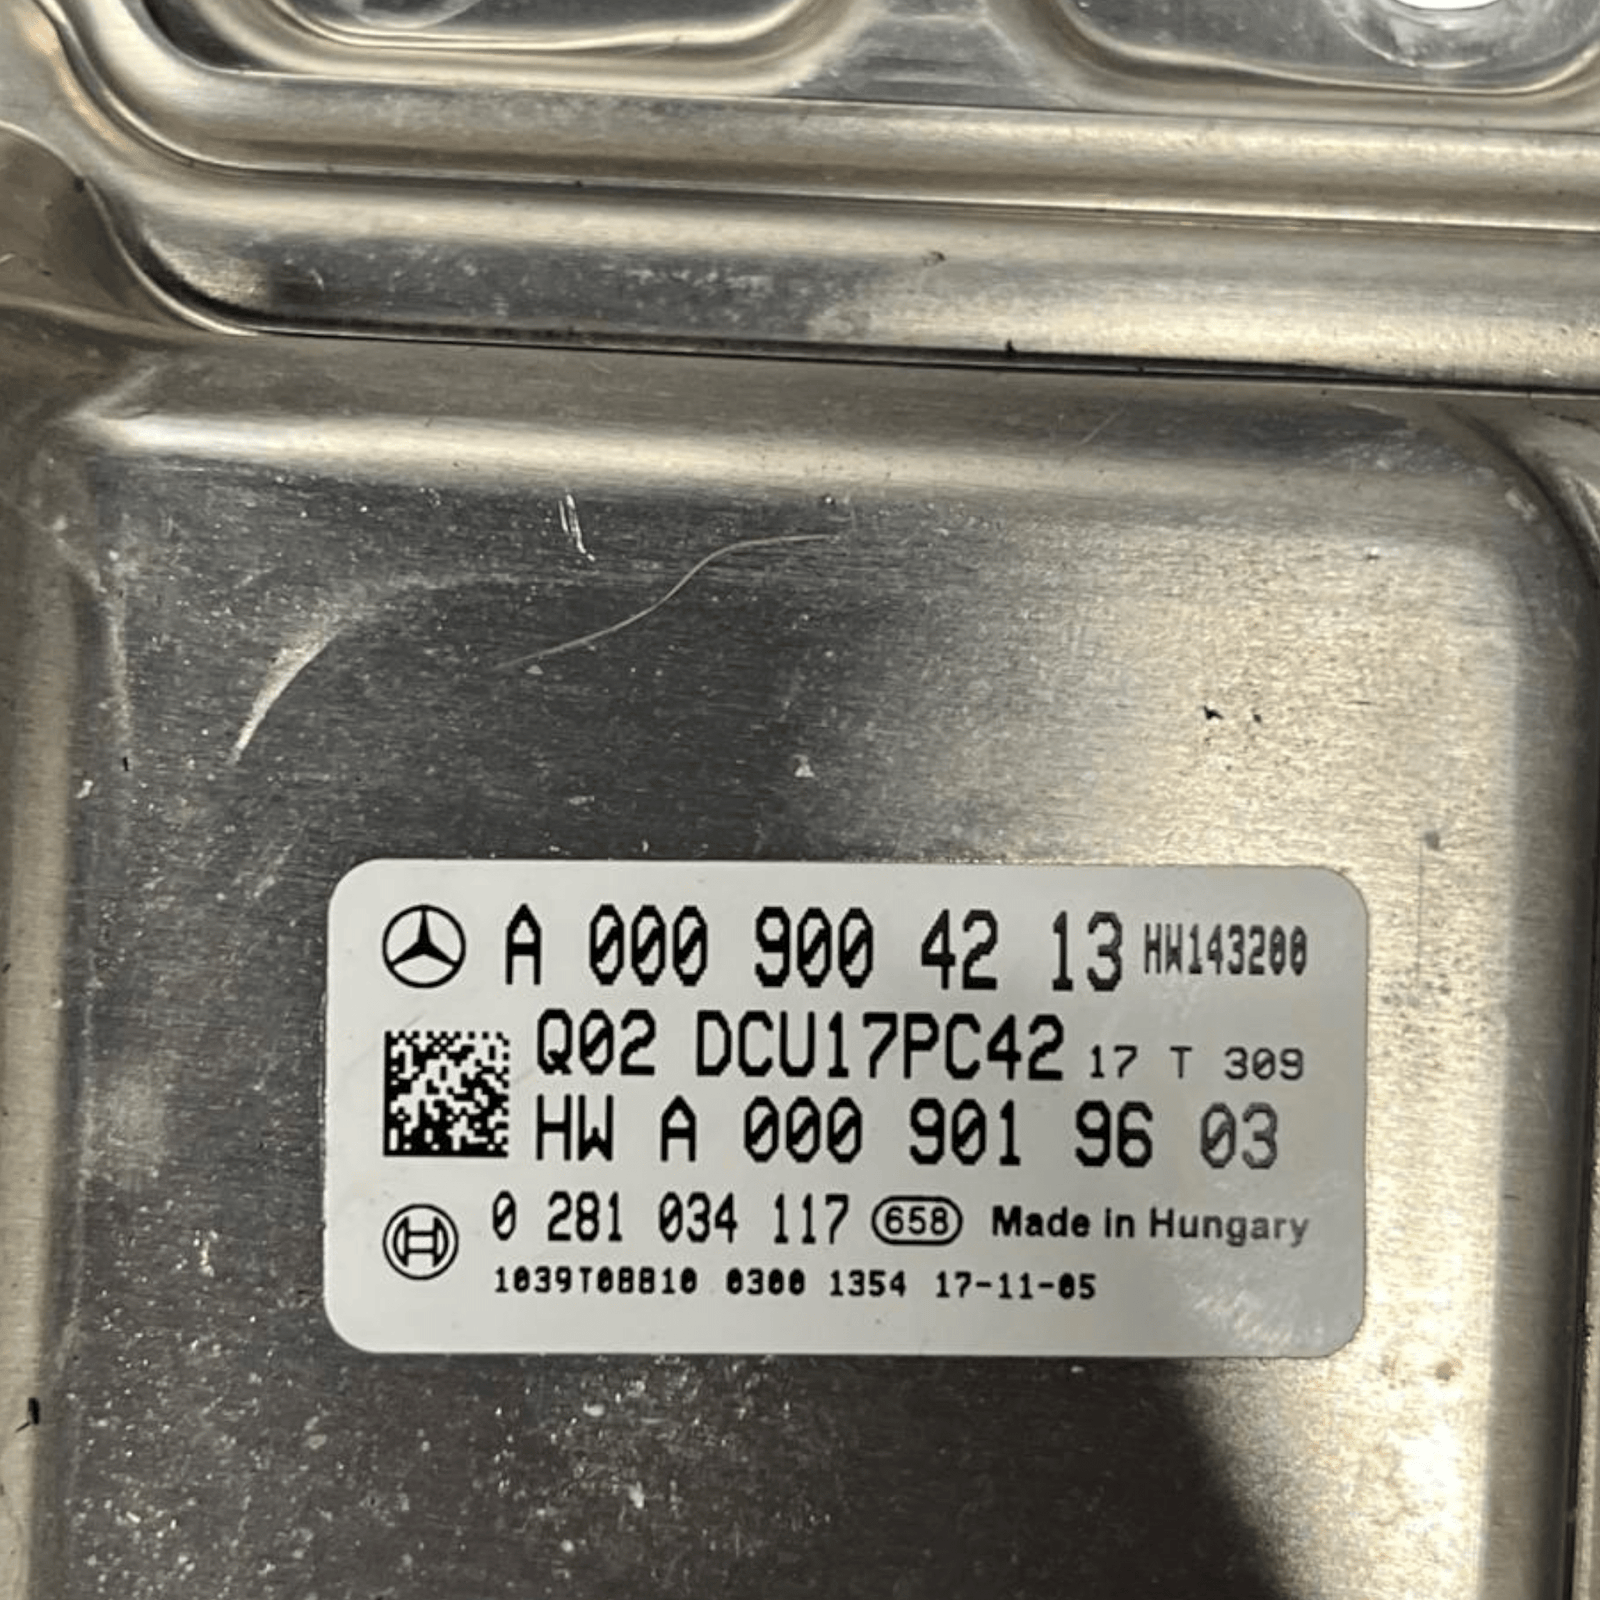 A 000 900 42 13 HW143200
Q02 DCU17PC42 17 T 309
HW A 000 901 96 03
0 281 034 117 658 Made in Hungary
1039T08810 0300 1354 17-11-05